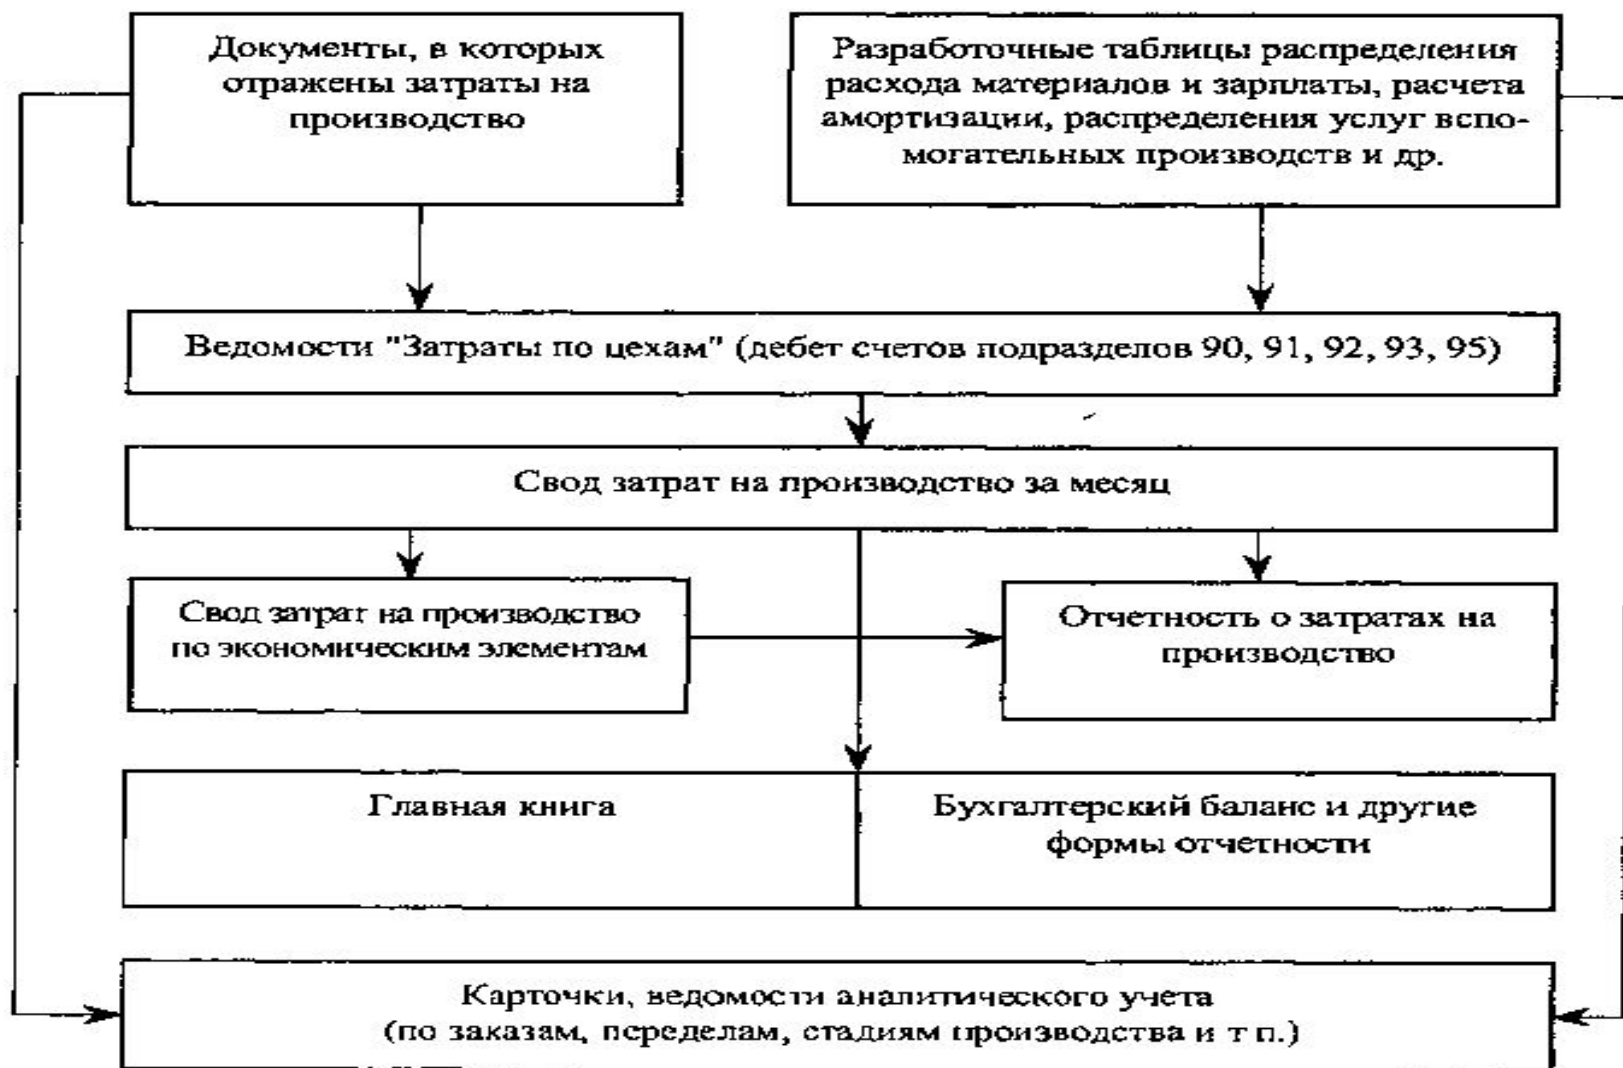 Документы, в которых
отражены затраты на
производство
Разработочные таблицы распределения
расхода материалов и зарплаты, расчета
амортизации, распределения услуг вспо-
могательных производств и др.
Ведомости "Затраты по цехам" (дебет счетов подразделов 90, 91, 92, 93, 95)
Свод затрат на производство за месяц
Свод затрат на производство
по экономическим элементам
Отчетность о затратах на
производство
Главная книга
Бухгалтерский баланс и другие
формы отчетности
Карточки, ведомости аналитического учета
(по заказам, переделам, стадиям производства и т п.)